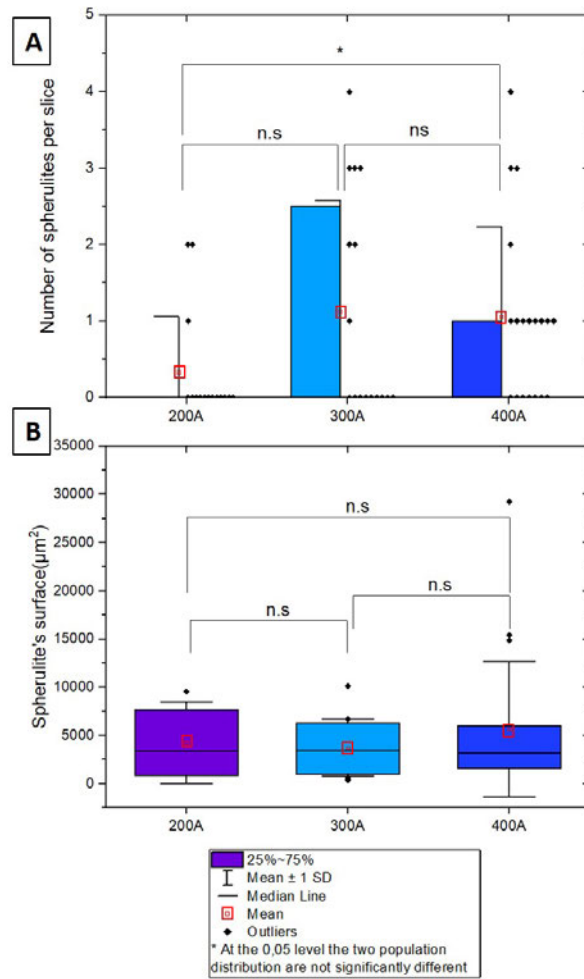 A
Number of spherulites per slice
5
4
3
2
1
0
*
n.s
ns
200A
300A
400A
B
Spherulite's surface(µm²)
35000
30000
25000
20000
15000
10000
5000
0
n.s
n.s
n.s
200A
300A
400A
25%~75%
Mean ± 1 SD
Median Line
Mean
Outliers
* At the 0,05 level the two population
distribution are not significantly different